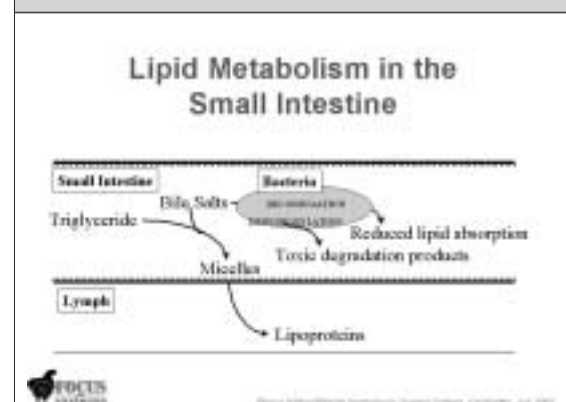 Lipid Metabolism in the
Small Intestine
Small Intestine
Bacteria
Bile Salts
Triglyceride
Reduced lipid absorption
Toxic degradation products
Micelles
Lymph
Lipoproteins
FOCUS